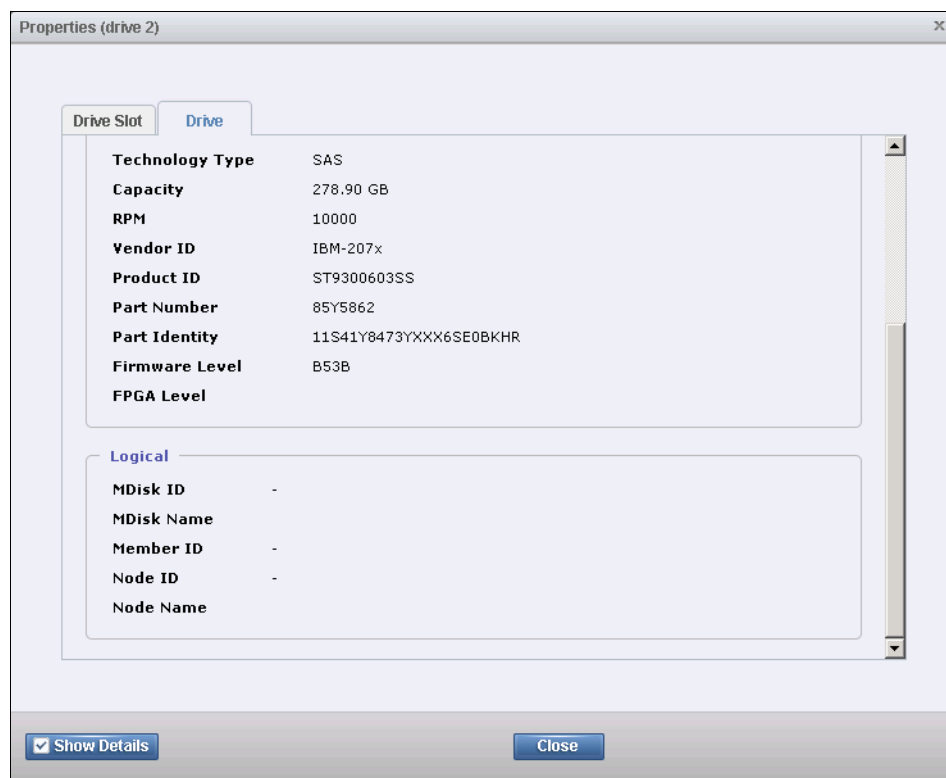 Properties (drive 2) x
Drive Slot Drive
Technology Type SAS
Capacity 278.90 GB
RPM 10000
Vendor ID IBM-207x
Product ID ST9300603SS
Part Number 85Y5862
Part Identity 11S41Y8473YXXX6SE0BKHR
Firmware Level B53B
FPGA Level
Logical
MDisk ID -
MDisk Name
Member ID -
Node ID -
Node Name
Show Details Close